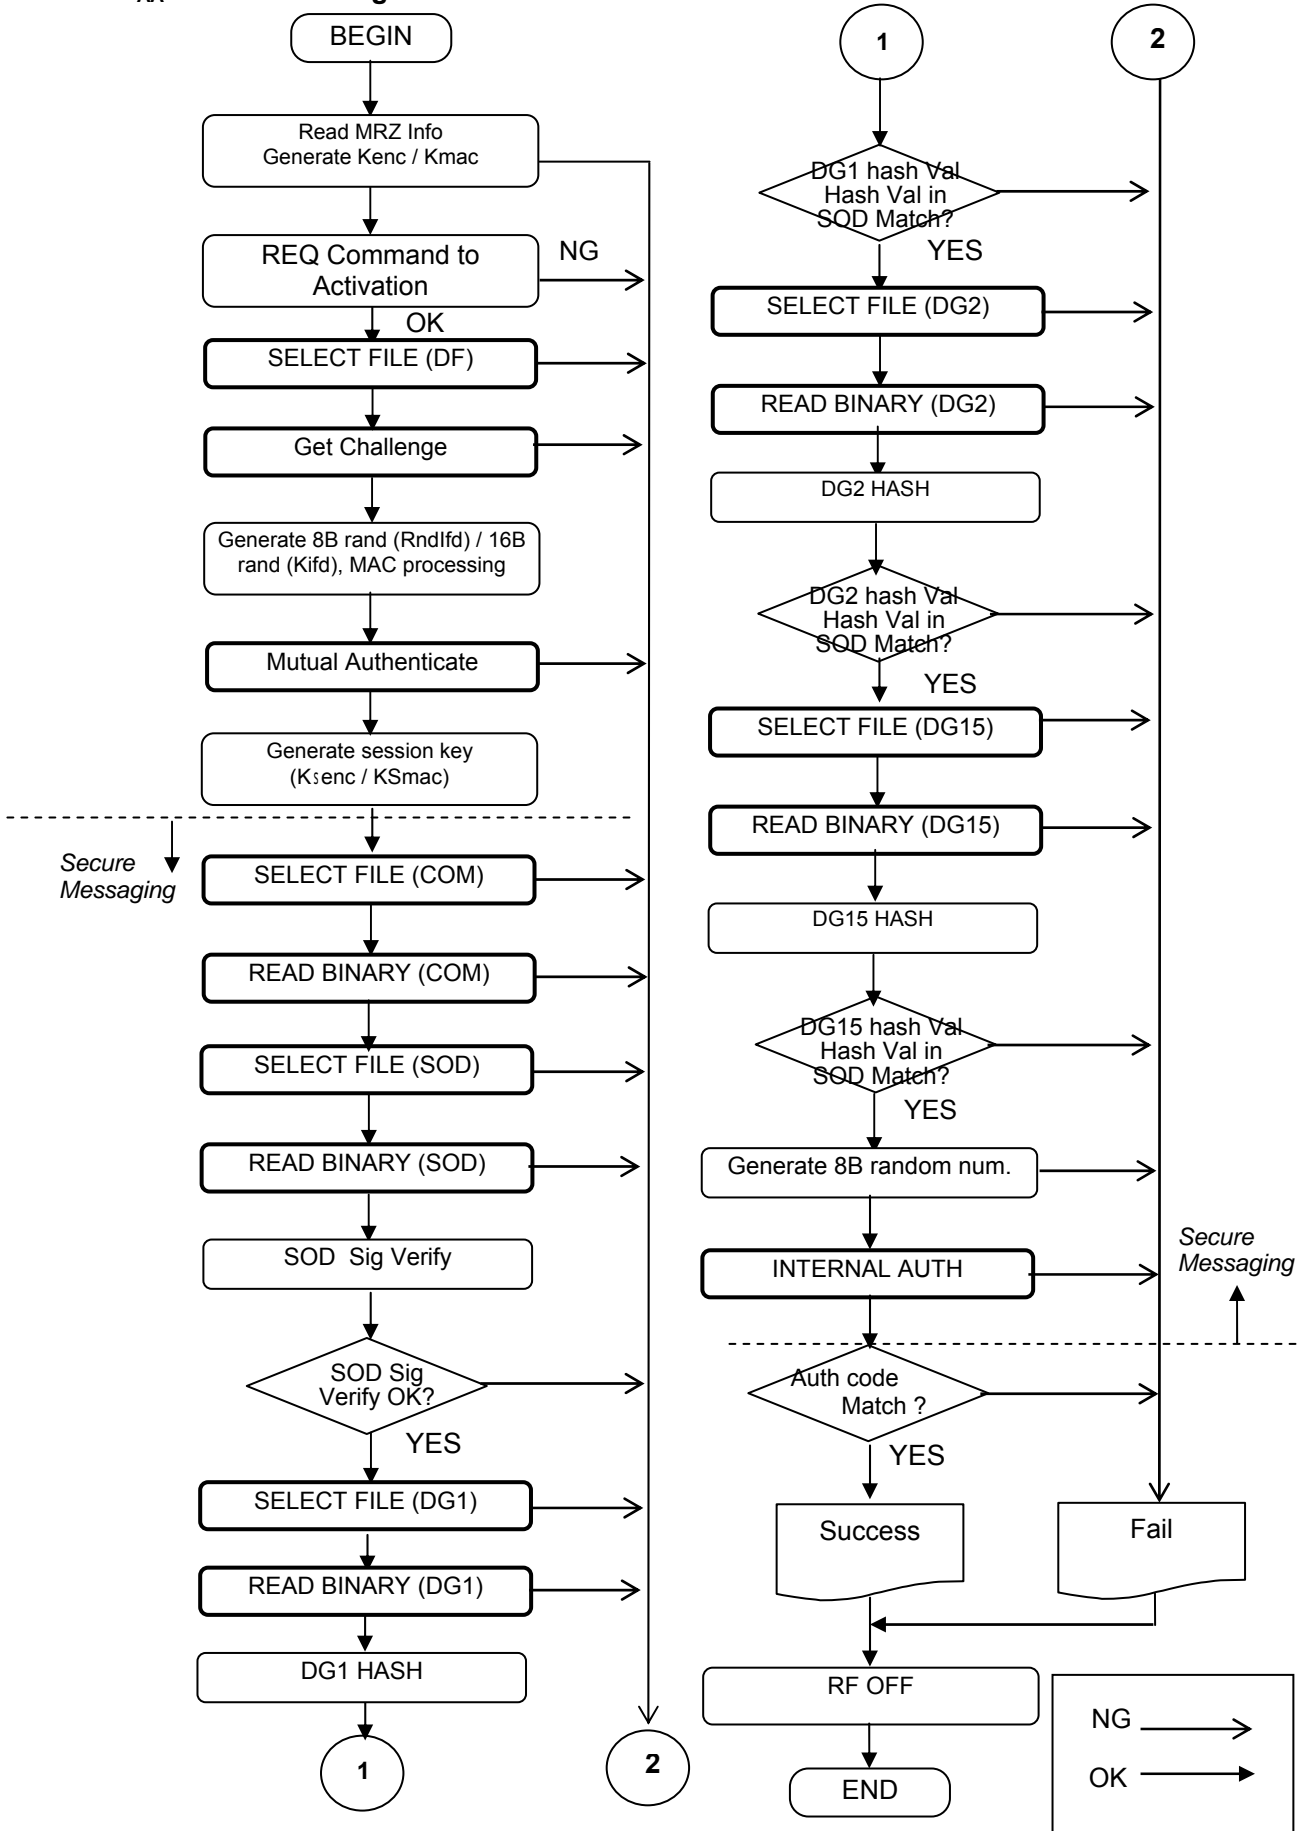 BEGIN
Read MRZ Info
Generate Kenc / Kmac
REQ Command to
Activation
NG
OK
SELECT FILE (DF)
Get Challenge
Generate 8B rand (RndIfd) / 16B
rand (Kifd), MAC processing
Mutual Authenticate
Generate session key
(Ksenc / KSmac)
Secure
Messaging
SELECT FILE (COM)
READ BINARY (COM)
SELECT FILE (SOD)
READ BINARY (SOD)
SOD Sig Verify
SOD Sig
Verify OK?
YES
SELECT FILE (DG1)
READ BINARY (DG1)
DG1 HASH
1
2
1
2
DG1 hash Val
Hash Val in
SOD Match?
YES
SELECT FILE (DG2)
READ BINARY (DG2)
DG2 HASH
DG2 hash Val
Hash Val in
SOD Match?
YES
SELECT FILE (DG15)
READ BINARY (DG15)
DG15 HASH
DG15 hash Val
Hash Val in
SOD Match?
YES
Generate 8B random num.
INTERNAL AUTH
Secure
Messaging
Auth code
Match ?
YES
Success
Fail
RF OFF
END
NG
OK